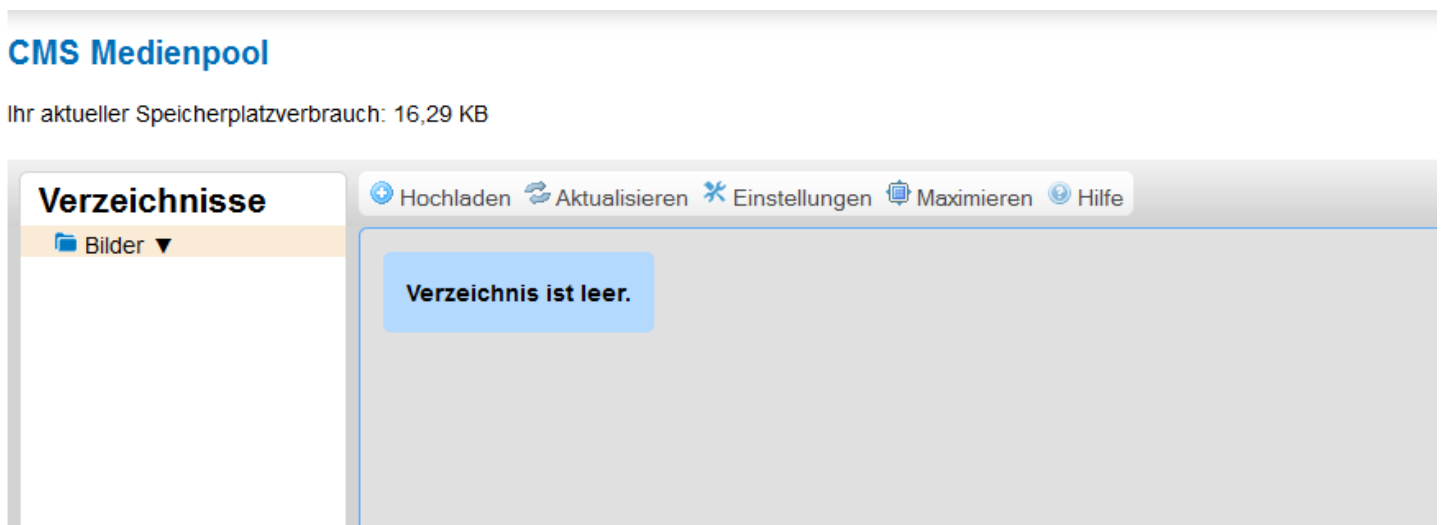 CMS Medienpool
Ihr aktueller Speicherplatzverbrauch: 16,29 KB
Verzeichnisse
Hochladen Aktualisieren Einstellungen Maximieren Hilfe
Bilder ▼
Verzeichnis ist leer.